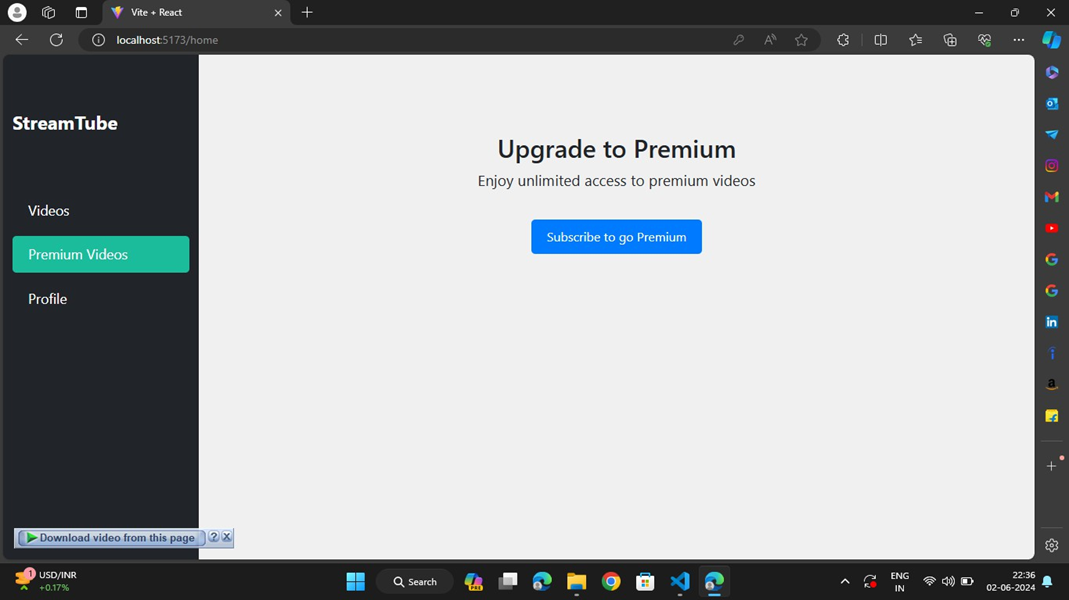 Vite + React
localhost:5173/home
StreamTube
Videos
Premium Videos
Profile
Upgrade to Premium
Enjoy unlimited access to premium videos
Subscribe to go Premium
Download video from this page
? X
1
USD/INR
+0.17%
Search
ENG
IN
22:36
02-06-2024